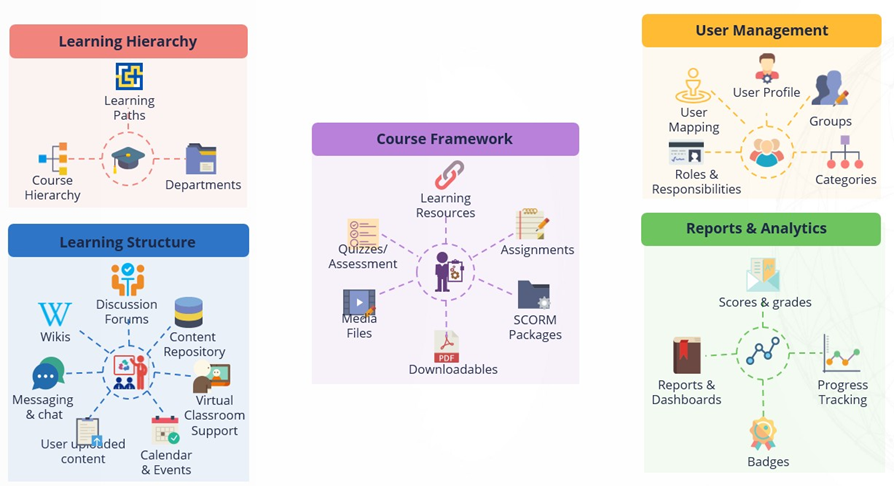 Learning Hierarchy
Learning
Paths
Course
Hierarchy
Departments
Learning Structure
Discussion
Forums
Wikis
Content
Repository
Messaging
& chat
Virtual
Classroom
Support
User uploaded
content
Calendar
& Events
Course Framework
Learning
Resources
Quizzes/
Assessment
Assignments
Media
Files
SCORM
Packages
PDF
Downloadables
User Management
User Profile
User
Mapping
Groups
Roles &
Responsibilities
Categories
Reports & Analytics
Scores & grades
Reports &
Dashboards
Progress
Tracking
Badges